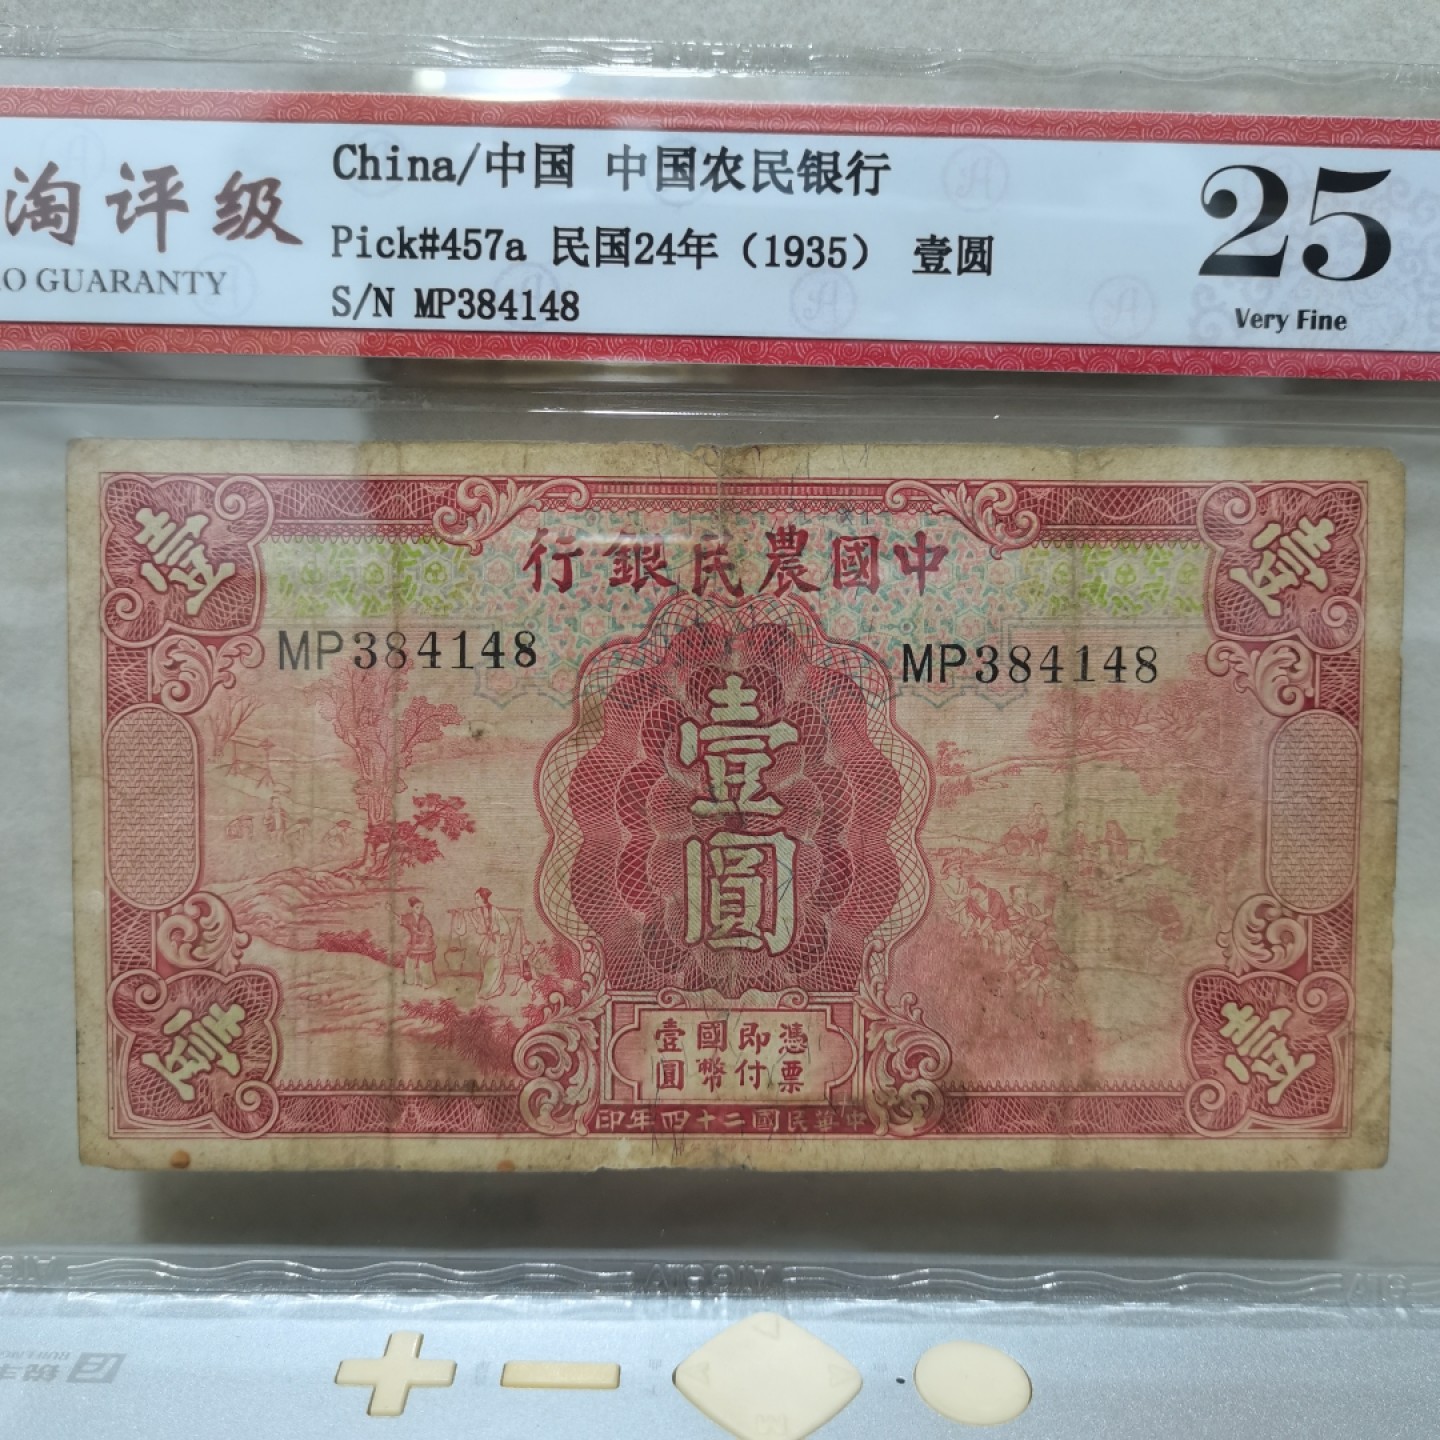 淘评级
O GUARANTY
China/中国 中国农民银行
Pick#457a 民国24年（1935） 壹圆
S/N MP384148
25
Very Fine
壹
壹
行銀民農國中
MP384148
MP384148
壹
圓
憑票
即付
國幣
壹圓
印年四十二國民華中
壹
壹